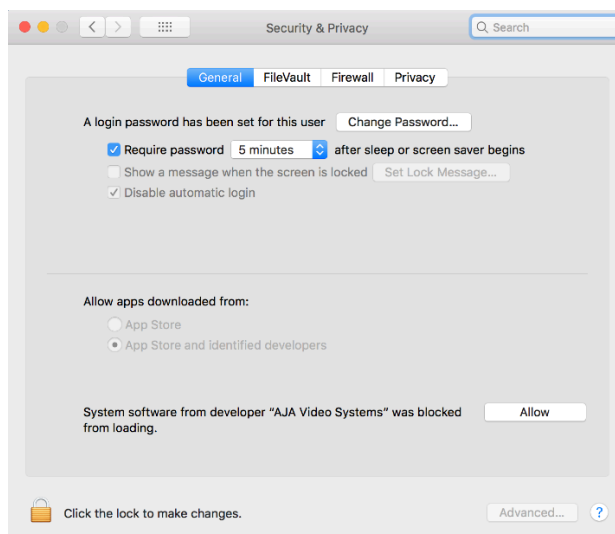 Security & Privacy
Search
General FileVault Firewall Privacy
A login password has been set for this user Change Password...
Require password 5 minutes after sleep or screen saver begins
Show a message when the screen is locked Set Lock Message...
Disable automatic login
Allow apps downloaded from:
App Store
App Store and identified developers
System software from developer “AJA Video Systems” was blocked Allow
from loading.
Click the lock to make changes. Advanced... ?